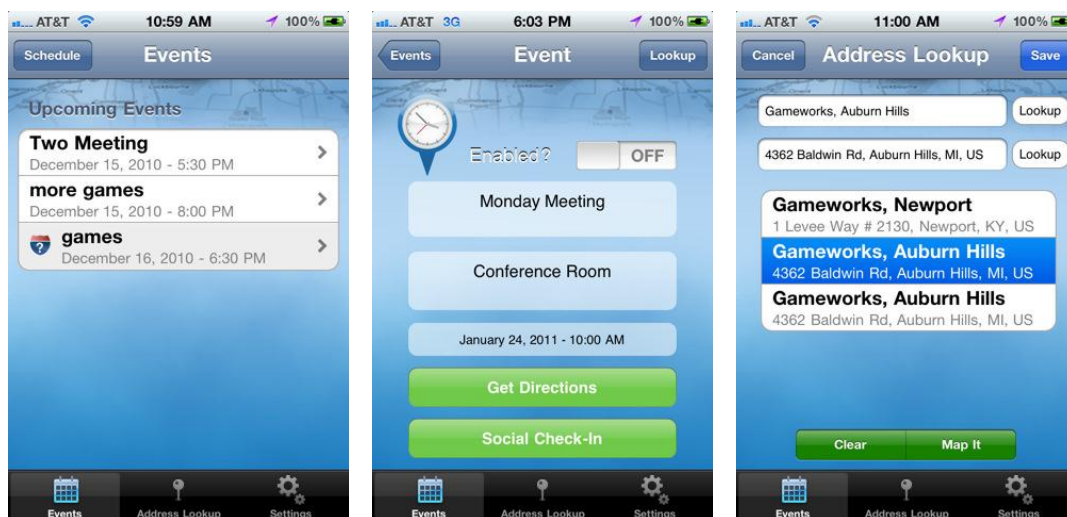 AT&T 10:59 AM 100%
Schedule Events
Upcoming Events
Two Meeting
December 15, 2010 - 5:30 PM
more games
December 15, 2010 - 8:00 PM
? games
December 16, 2010 - 6:30 PM
Events Address Lookup Settings
AT&T 3G 6:03 PM 100%
Events Event Lookup
Enabled? OFF
Monday Meeting
Conference Room
January 24, 2011 - 10:00 AM
Get Directions
Social Check-In
Events Address Lookup Settings
AT&T 11:00 AM 100%
Cancel Address Lookup Save
Gameworks, Auburn Hills Lookup
4362 Baldwin Rd, Auburn Hills, MI, US Lookup
Gameworks, Newport
1 Levee Way # 2130, Newport, KY, US
Gameworks, Auburn Hills
4362 Baldwin Rd, Auburn Hills, MI, US
Gameworks, Auburn Hills
4362 Baldwin Rd, Auburn Hills, MI, US
Clear Map It
Events Address Lookup Settings